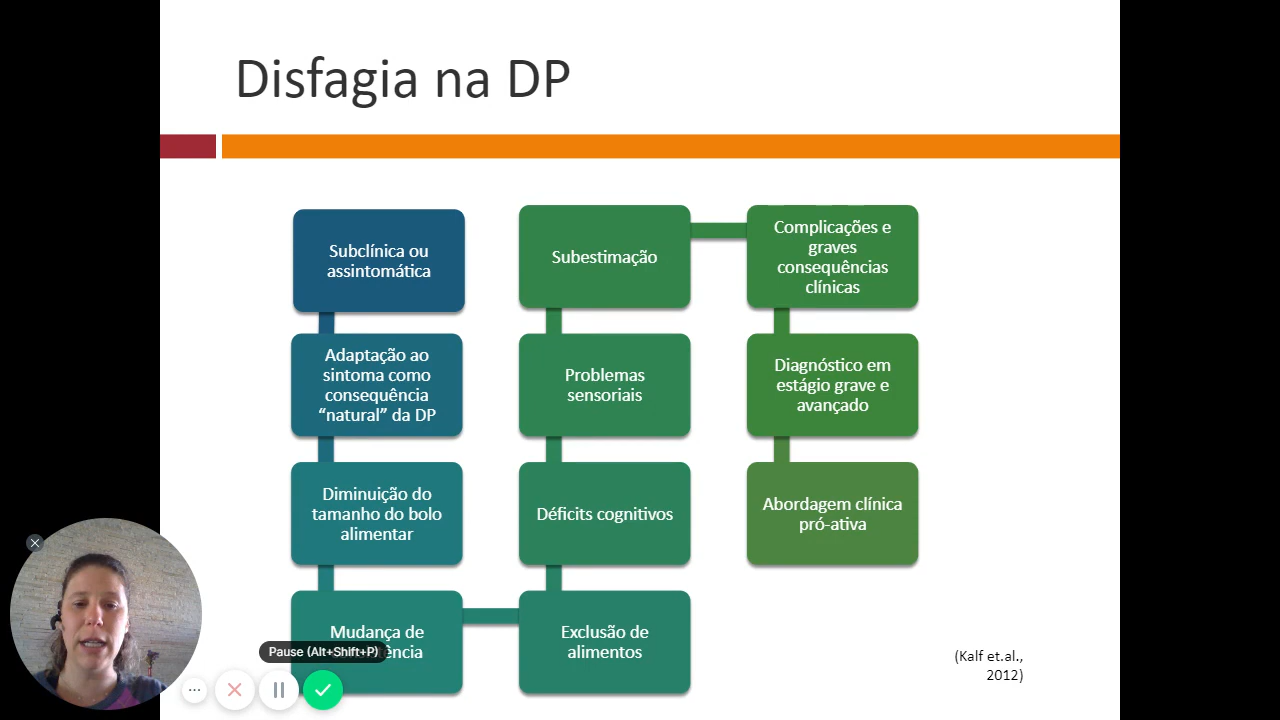 Disfagia na DP
Subclínica ou
assintomática
Adaptação ao
sintoma como
consequência
“natural” da DP
Diminuição do
tamanho do bolo
alimentar
Mudança de
ência
Pause (Alt+Shift+P)
Exclusão de
alimentos
Déficits cognitivos
Problemas
sensoriais
Subestimação
Complicações e
graves
consequências
clínicas
Diagnóstico em
estágio grave e
avançado
Abordagem clínica
pró-ativa
(Kalf et.al.,
2012)